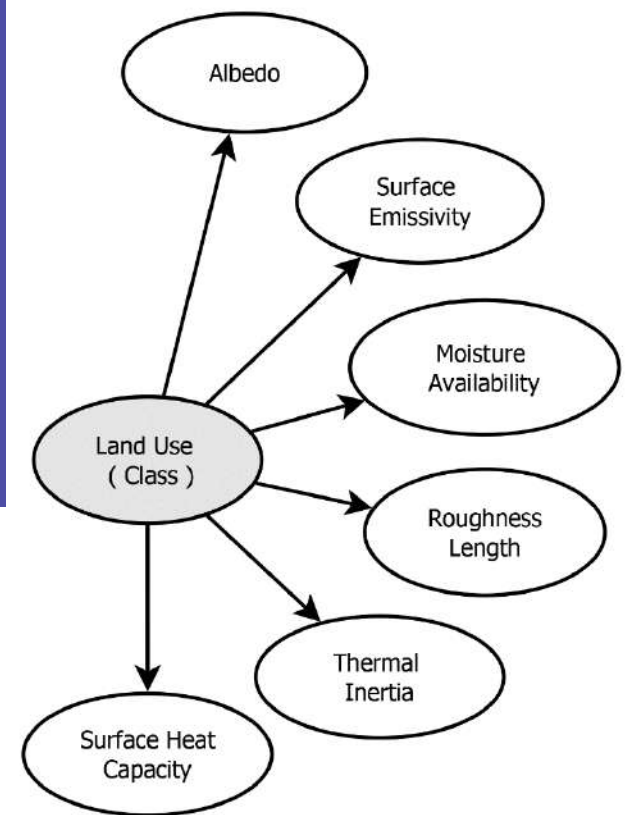 Albedo
Surface
Emissivity
Moisture
Availability
Land Use
( Class )
Roughness
Length
Thermal
Inertia
Surface Heat
Capacity